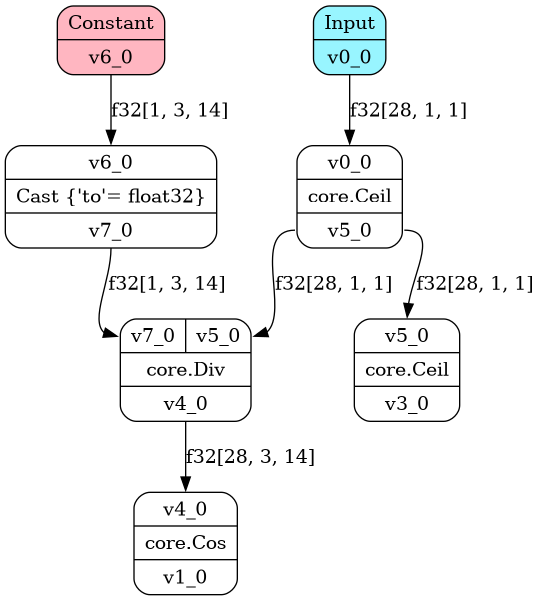 Constant
v6_0
Input
v0_0
f32[1, 3, 14]
f32[28, 1, 1]
v6_0
Cast {'to'= float32}
v7_0
v0_0
core.Ceil
v5_0
f32[1, 3, 14]
f32[28, 1, 1]
f32[28, 1, 1]
v7_0 v5_0
core.Div
v4_0
v5_0
core.Ceil
v3_0
f32[28, 3, 14]
v4_0
core.Cos
v1_0